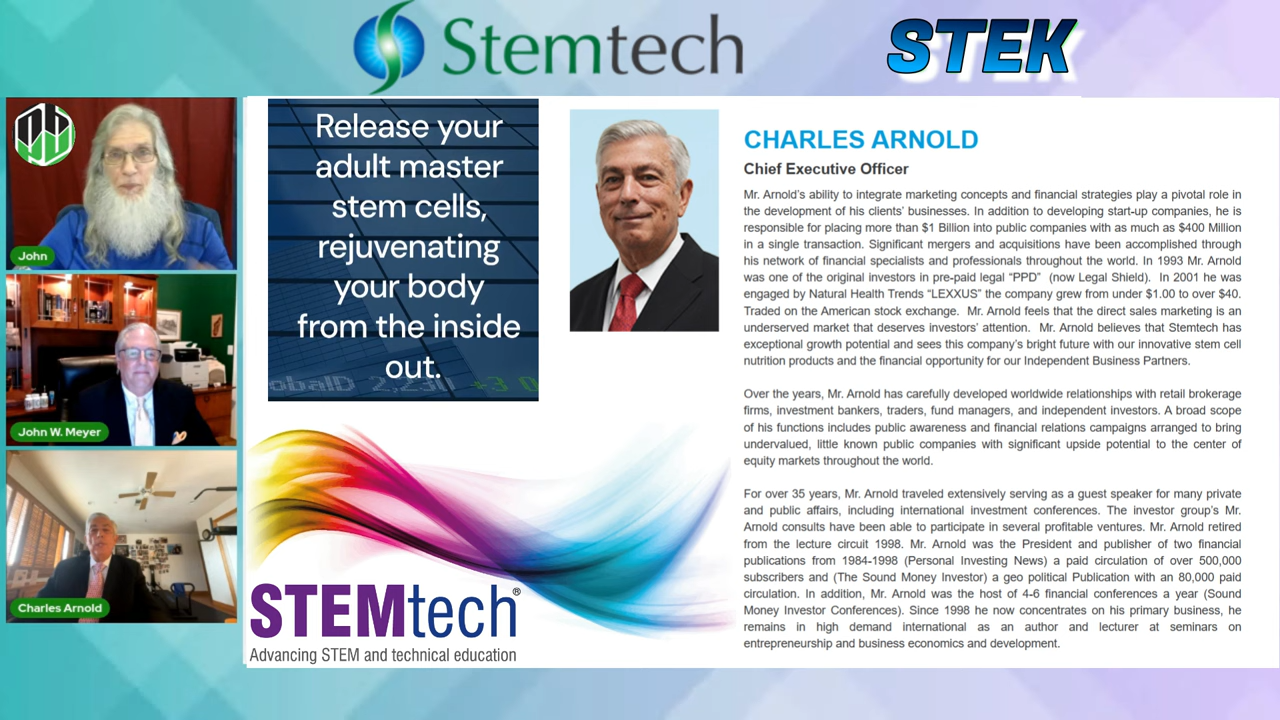 Stemtech
STEK
John
John W. Meyer
Charles Arnold
Release your
adult master
stem cells,
rejuvenating
your body
from the inside
out.
STEMtech®
Advancing STEM and technical education
CHARLES ARNOLD
Chief Executive Officer
Mr. Arnold's ability to integrate marketing concepts and financial strategies play a pivotal role in
the development of his clients' businesses. In addition to developing start-up companies, he is
responsible for placing more than $1 Billion into public companies with as much as $400 Million
in a single transaction. Significant mergers and acquisitions have been accomplished through
his network of financial specialists and professionals throughout the world. In 1993 Mr. Arnold
was one of the original investors in pre-paid legal “PPD” (now Legal Shield). In 2001 he was
engaged by Natural Health Trends “LEXXUS” the company grew from under $1.00 to over $40.
Traded on the American stock exchange. Mr. Arnold feels that the direct sales marketing is an
underserved market that deserves investors' attention. Mr. Arnold believes that Stemtech has
exceptional growth potential and sees this company's bright future with our innovative stem cell
nutrition products and the financial opportunity for our Independent Business Partners.
Over the years, Mr. Arnold has carefully developed worldwide relationships with retail brokerage
firms, investment bankers, traders, fund managers, and independent investors. A broad scope
of his functions includes public awareness and financial relations campaigns arranged to bring
undervalued, little known public companies with significant upside potential to the center of
equity markets throughout the world.
For over 35 years, Mr. Arnold traveled extensively serving as a guest speaker for many private
and public affairs, including international investment conferences. The investor group's Mr.
Arnold consults have been able to participate in several profitable ventures. Mr. Arnold retired
from the lecture circuit 1998. Mr. Arnold was the President and publisher of two financial
publications from 1984-1998 (Personal Investing News) a paid circulation of over 500,000
subscribers and (The Sound Money Investor) a geo political Publication with an 80,000 paid
circulation. In addition, Mr. Arnold was the host of 4-6 financial conferences a year (Sound
Money Investor Conferences). Since 1998 he now concentrates on his primary business, he
remains in high demand international as an author and lecturer at seminars on
entrepreneurship and business economics and development.